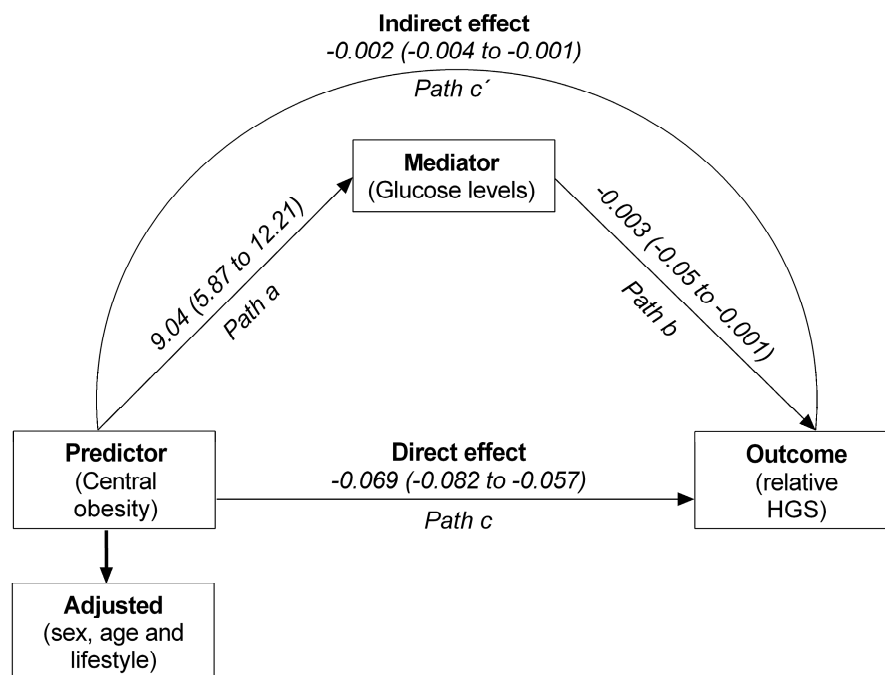 Indirect effect
-0.002 (-0.004 to -0.001)
Path c´
Mediator
(Glucose levels)
9.04 (5.87 to 12.21)
Path a
-0.003 (-0.05 to -0.001)
Path b
Predictor
(Central
obesity)
Direct effect
-0.069 (-0.082 to -0.057)
Path c
Outcome
(relative
HGS)
Adjusted
(sex, age and
lifestyle)